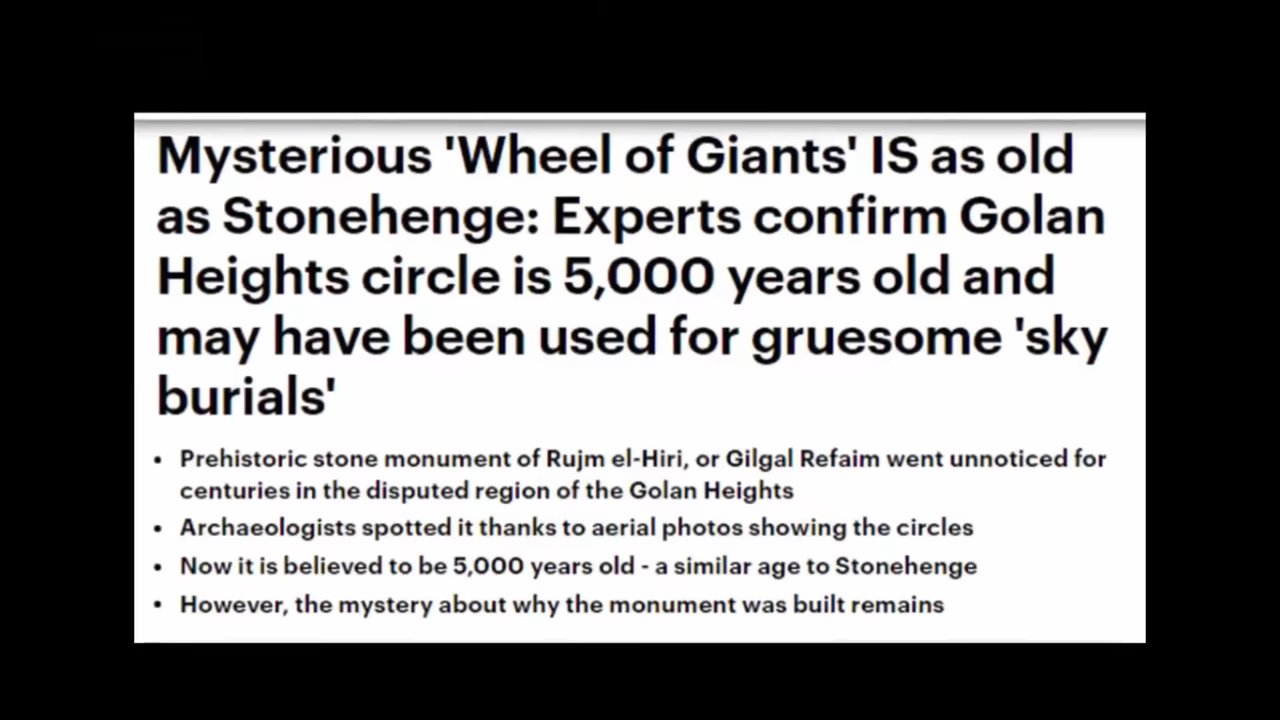 Mysterious 'Wheel of Giants' IS as old
as Stonehenge: Experts confirm Golan
Heights circle is 5,000 years old and
may have been used for gruesome 'sky
burials'
• Prehistoric stone monument of Rujm el-Hiri, or Gilgal Refaim went unnoticed for
centuries in the disputed region of the Golan Heights
• Archaeologists spotted it thanks to aerial photos showing the circles
• Now it is believed to be 5,000 years old - a similar age to Stonehenge
• However, the mystery about why the monument was built remains